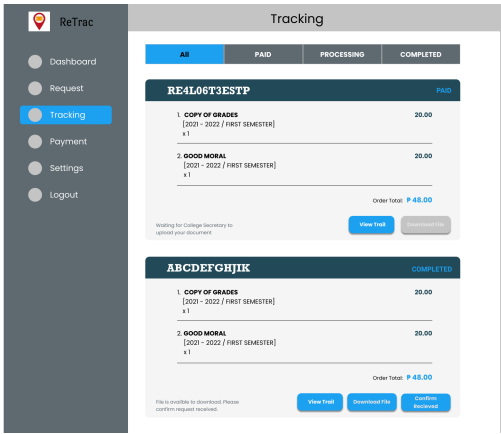 ReTrac
Tracking
Dashboard
Request
Tracking
Payment
Settings
Logout
All PAID PROCESSING COMPLETED
RE4L06T3ESTP PAID
1. COPY OF GRADES 20.00
[2021 - 2022 / FIRST SEMESTER]
x 1
2. GOOD MORAL 20.00
[2021 - 2022 / FIRST SEMESTER]
x 1
Order Total: ₱ 48.00
Waiting for College Secretary to
upload your document
View Trail Download File
ABCDEFGHJIK COMPLETED
1. COPY OF GRADES 20.00
[2021 - 2022 / FIRST SEMESTER]
x 1
2. GOOD MORAL 20.00
[2021 - 2022 / FIRST SEMESTER]
x 1
Order Total: ₱ 48.00
File is availble to download. Please
confirm request received.
View Trail Download File Confirm
Recieved